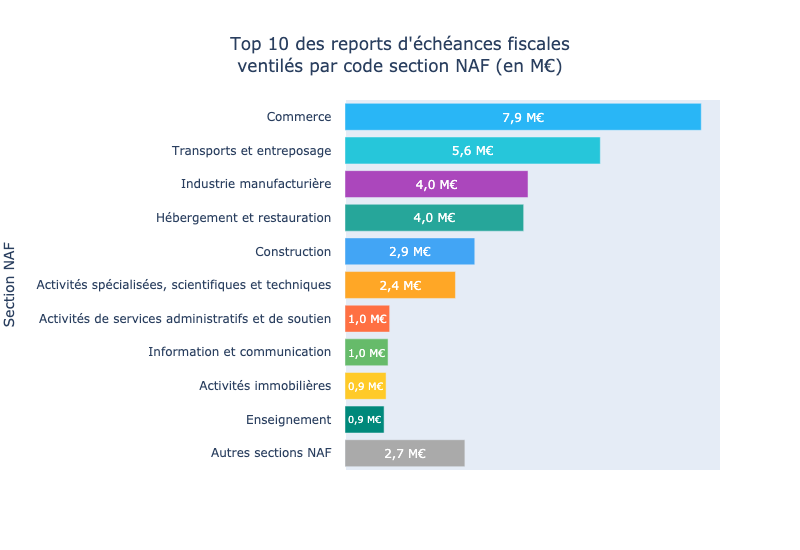 Top 10 des reports d'échéances fiscales
ventilés par code section NAF (en M€)
Section NAF
Commerce 7,9 M€
Transports et entreposage 5,6 M€
Industrie manufacturière 4,0 M€
Hébergement et restauration 4,0 M€
Construction 2,9 M€
Activités spécialisées, scientifiques et techniques 2,4 M€
Activités de services administratifs et de soutien 1,0 M€
Information et communication 1,0 M€
Activités immobilières 0,9 M€
Enseignement 0,9 M€
Autres sections NAF 2,7 M€